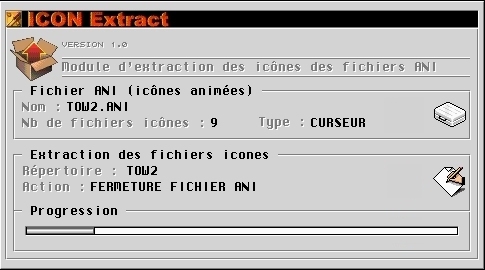 ICON Extract
VERSION 1.0
Module d'extraction des icônes des fichiers ANI
Fichier ANI (icônes animées)
Nom : TOW2.ANI
Nb de fichiers icônes : 9 Type : CURSEUR
Extraction des fichiers icones
Répertoire : TOW2
Action : FERMETURE FICHIER ANI
Progression